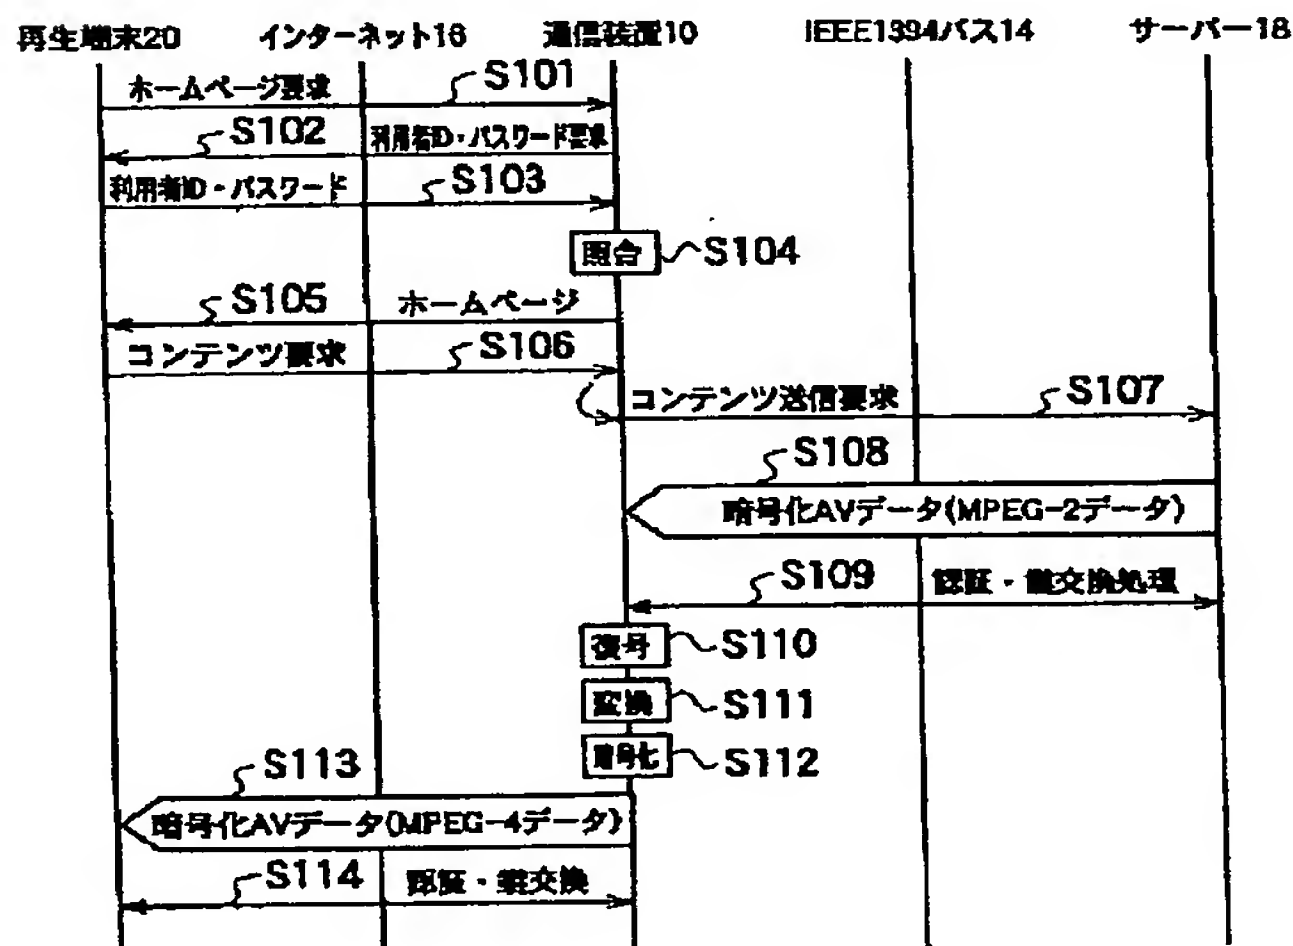 再生端末20 インターネット16 通信装置10 IEEE1394バス14 サーバー18
ホームページ要求 S101
S102 利用者ID・パスワード要求
利用者ID・パスワード S103
照合 S104
S105 ホームページ
コンテンツ要求 S106
コンテンツ送信要求 S107
S108
暗号化AVデータ(MPEG-2データ)
S109 認証・鍵交換処理
復号 S110
変換 S111
暗号化 S112
S113
暗号化AVデータ(MPEG-4データ)
S114 認証・鍵交換